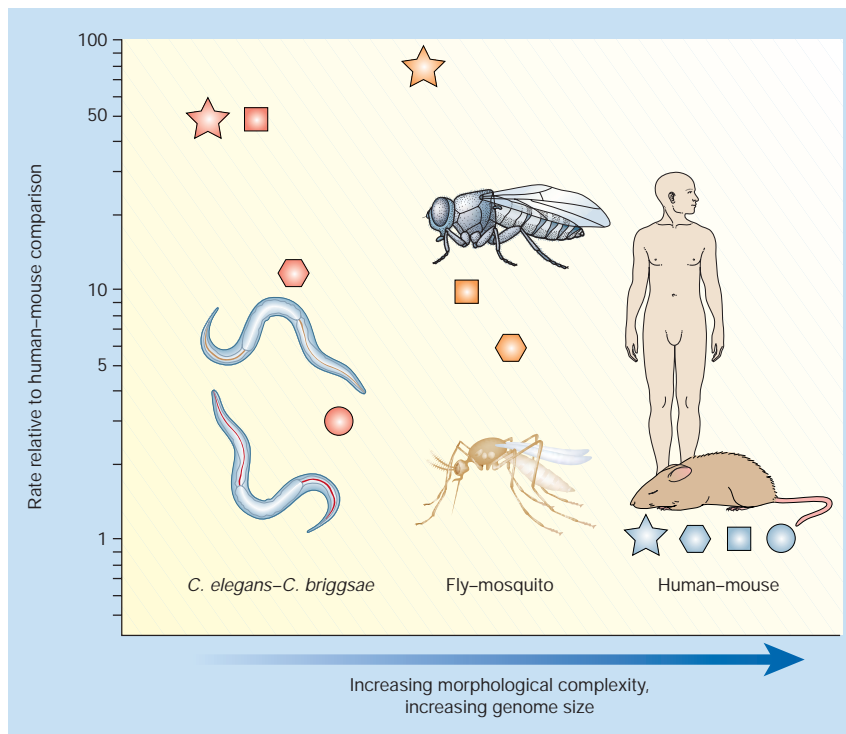 100
50
10
5
1
Rate relative to human–mouse comparison
C. elegans–C. briggsae
Fly–mosquito
Human–mouse
Increasing morphological complexity,
increasing genome size